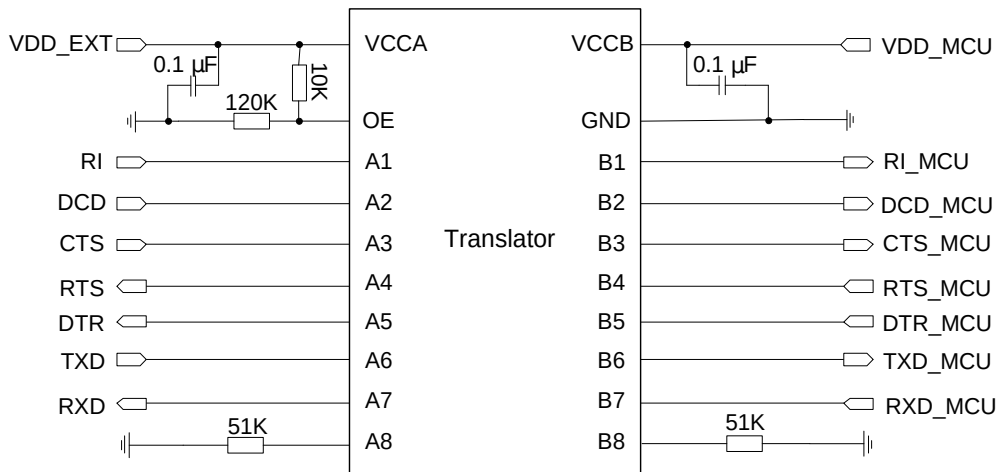 VDD_EXT VCCA VCCB VDD_MCU
0.1 µF 10K 0.1 µF
120K
OE GND
RI A1 B1 RI_MCU
DCD A2 B2 DCD_MCU
CTS A3 Translator B3 CTS_MCU
RTS A4 B4 RTS_MCU
DTR A5 B5 DTR_MCU
TXD A6 B6 TXD_MCU
RXD A7 B7 RXD_MCU
51K A8 B8 51K